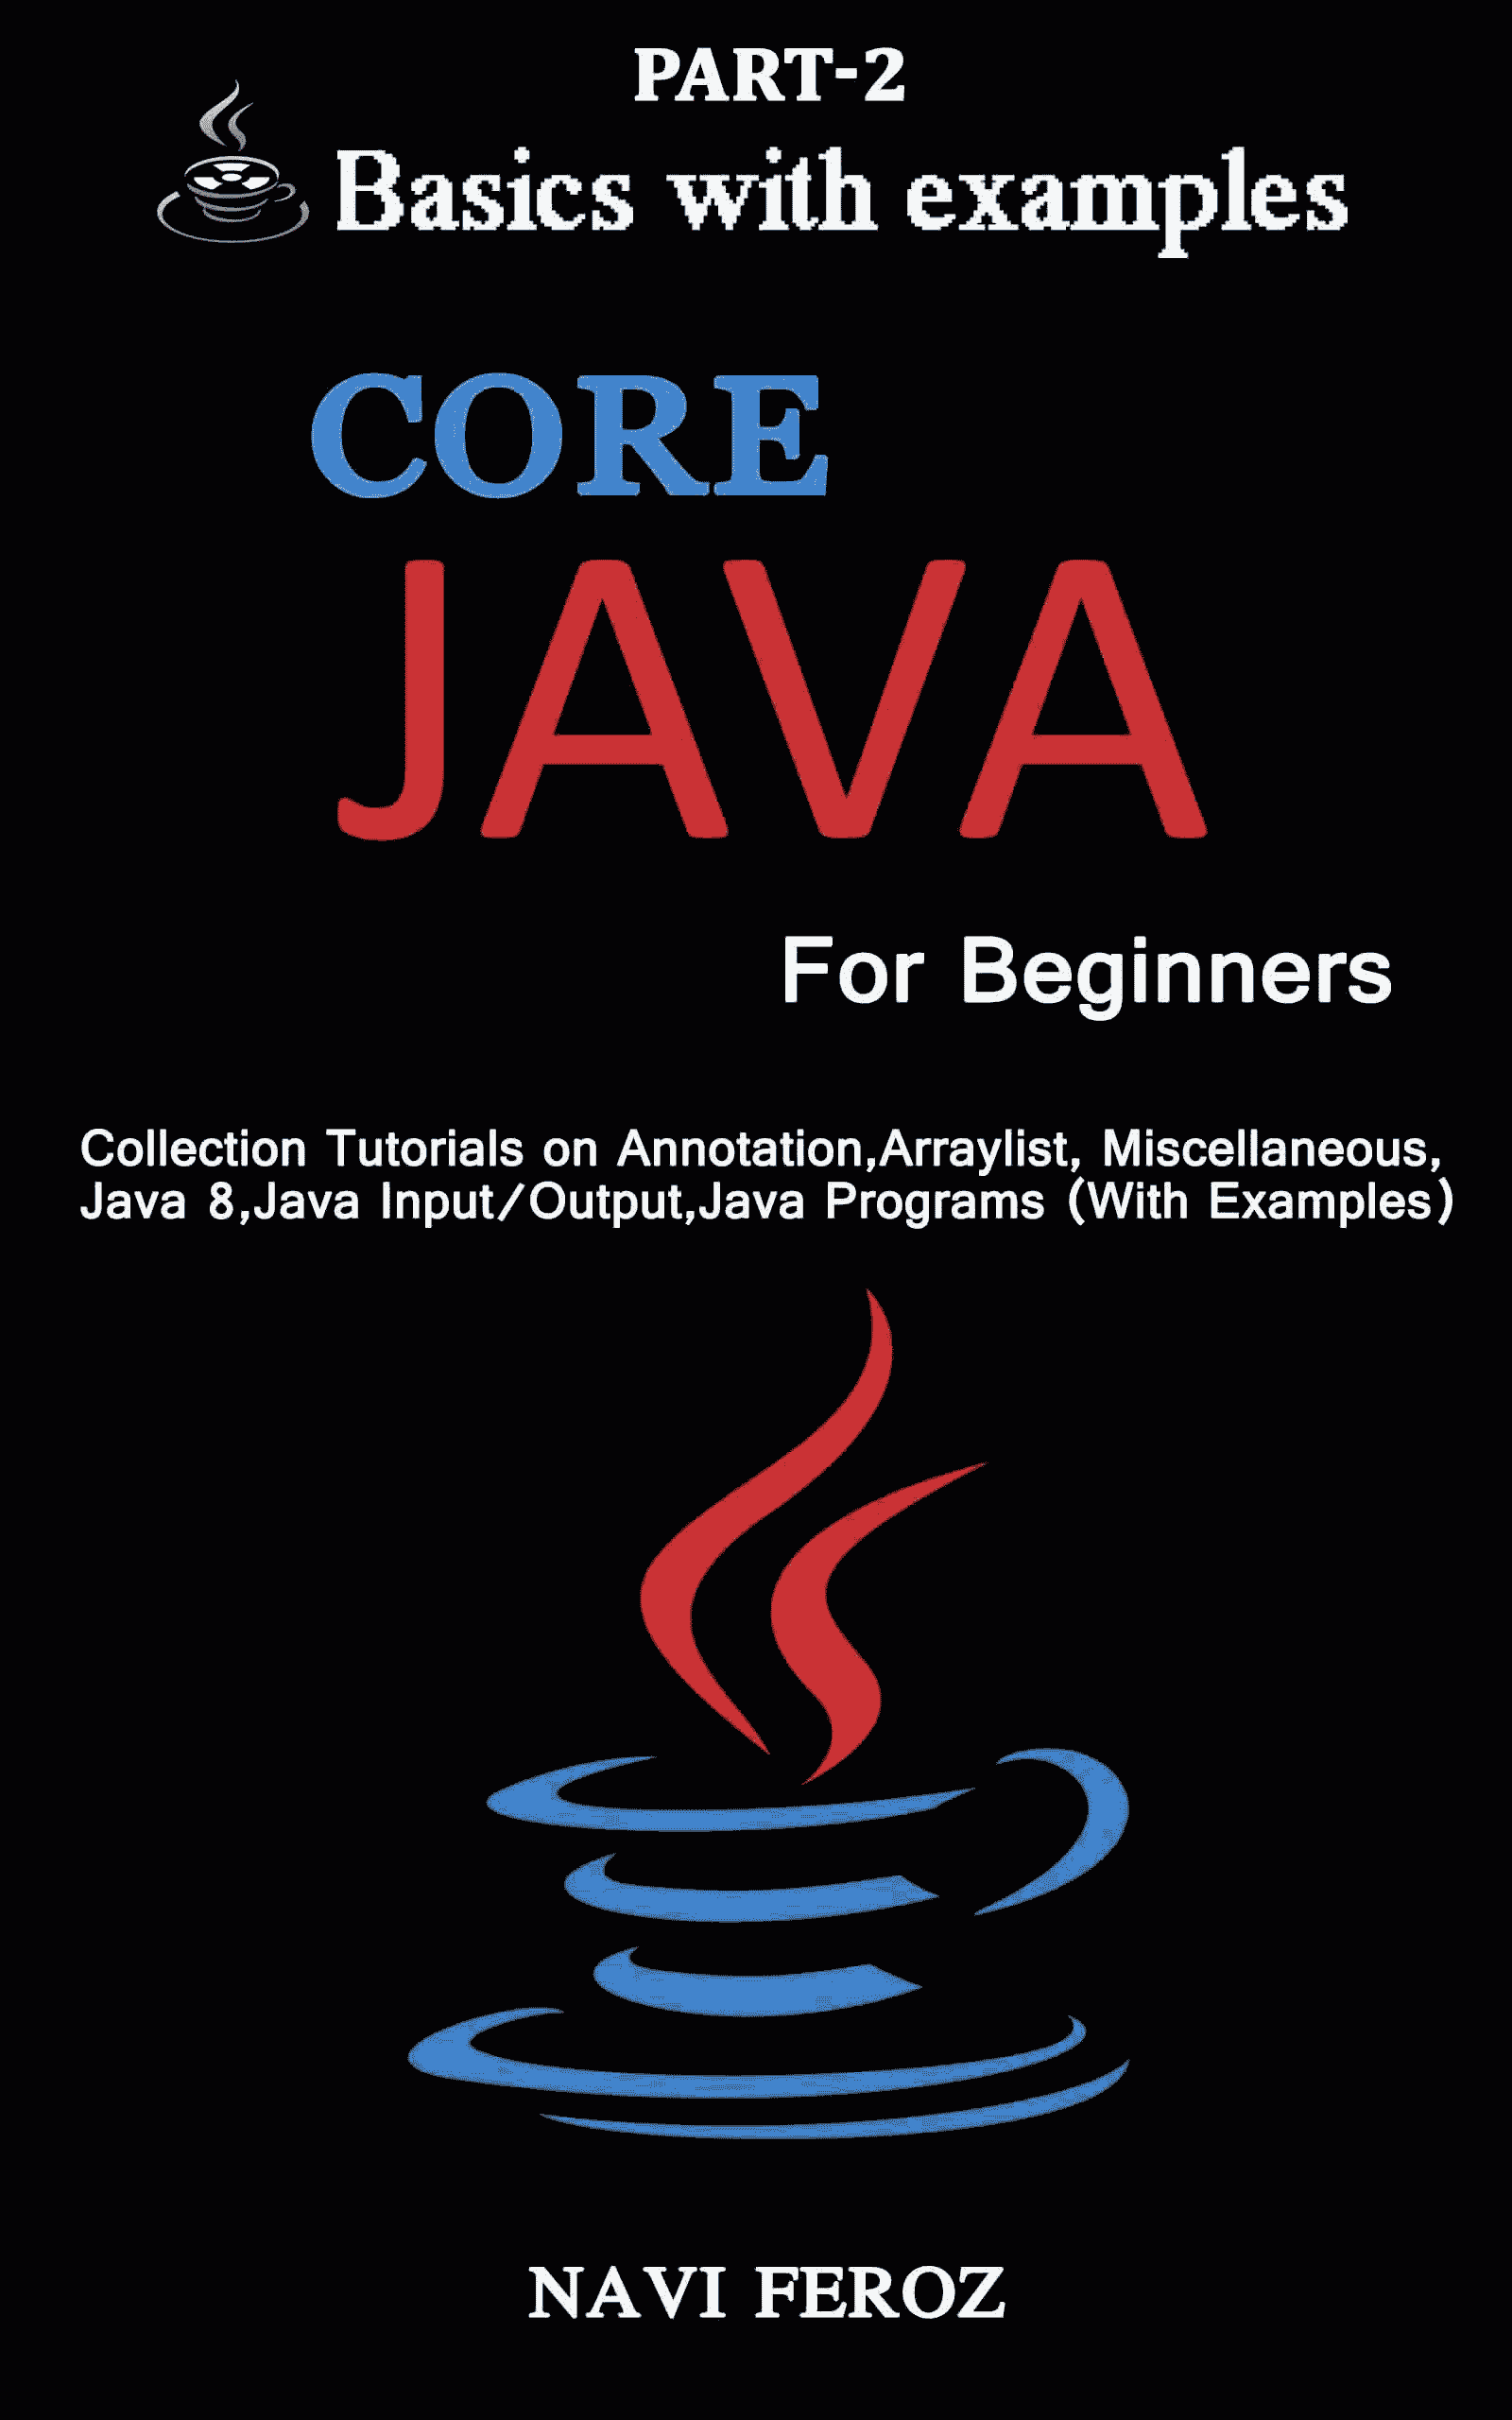 PART-2
Basics with examples
CORE
JAVA
For Beginners
Collection Tutorials on Annotation,Arraylist, Miscellaneous,
Java 8,Java Input/Output,Java Programs (With Examples)
NAVI FEROZ